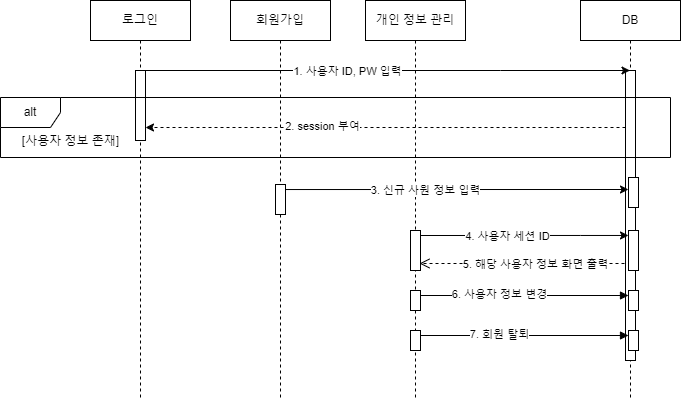 로그인
회원가입
개인 정보 관리
DB
1. 사용자 ID, PW 입력
alt
2. session 부여
[사용자 정보 존재]
3. 신규 사원 정보 입력
4. 사용자 세션 ID
5. 해당 사용자 정보 화면 출력
6. 사용자 정보 변경
7. 회원 탈퇴